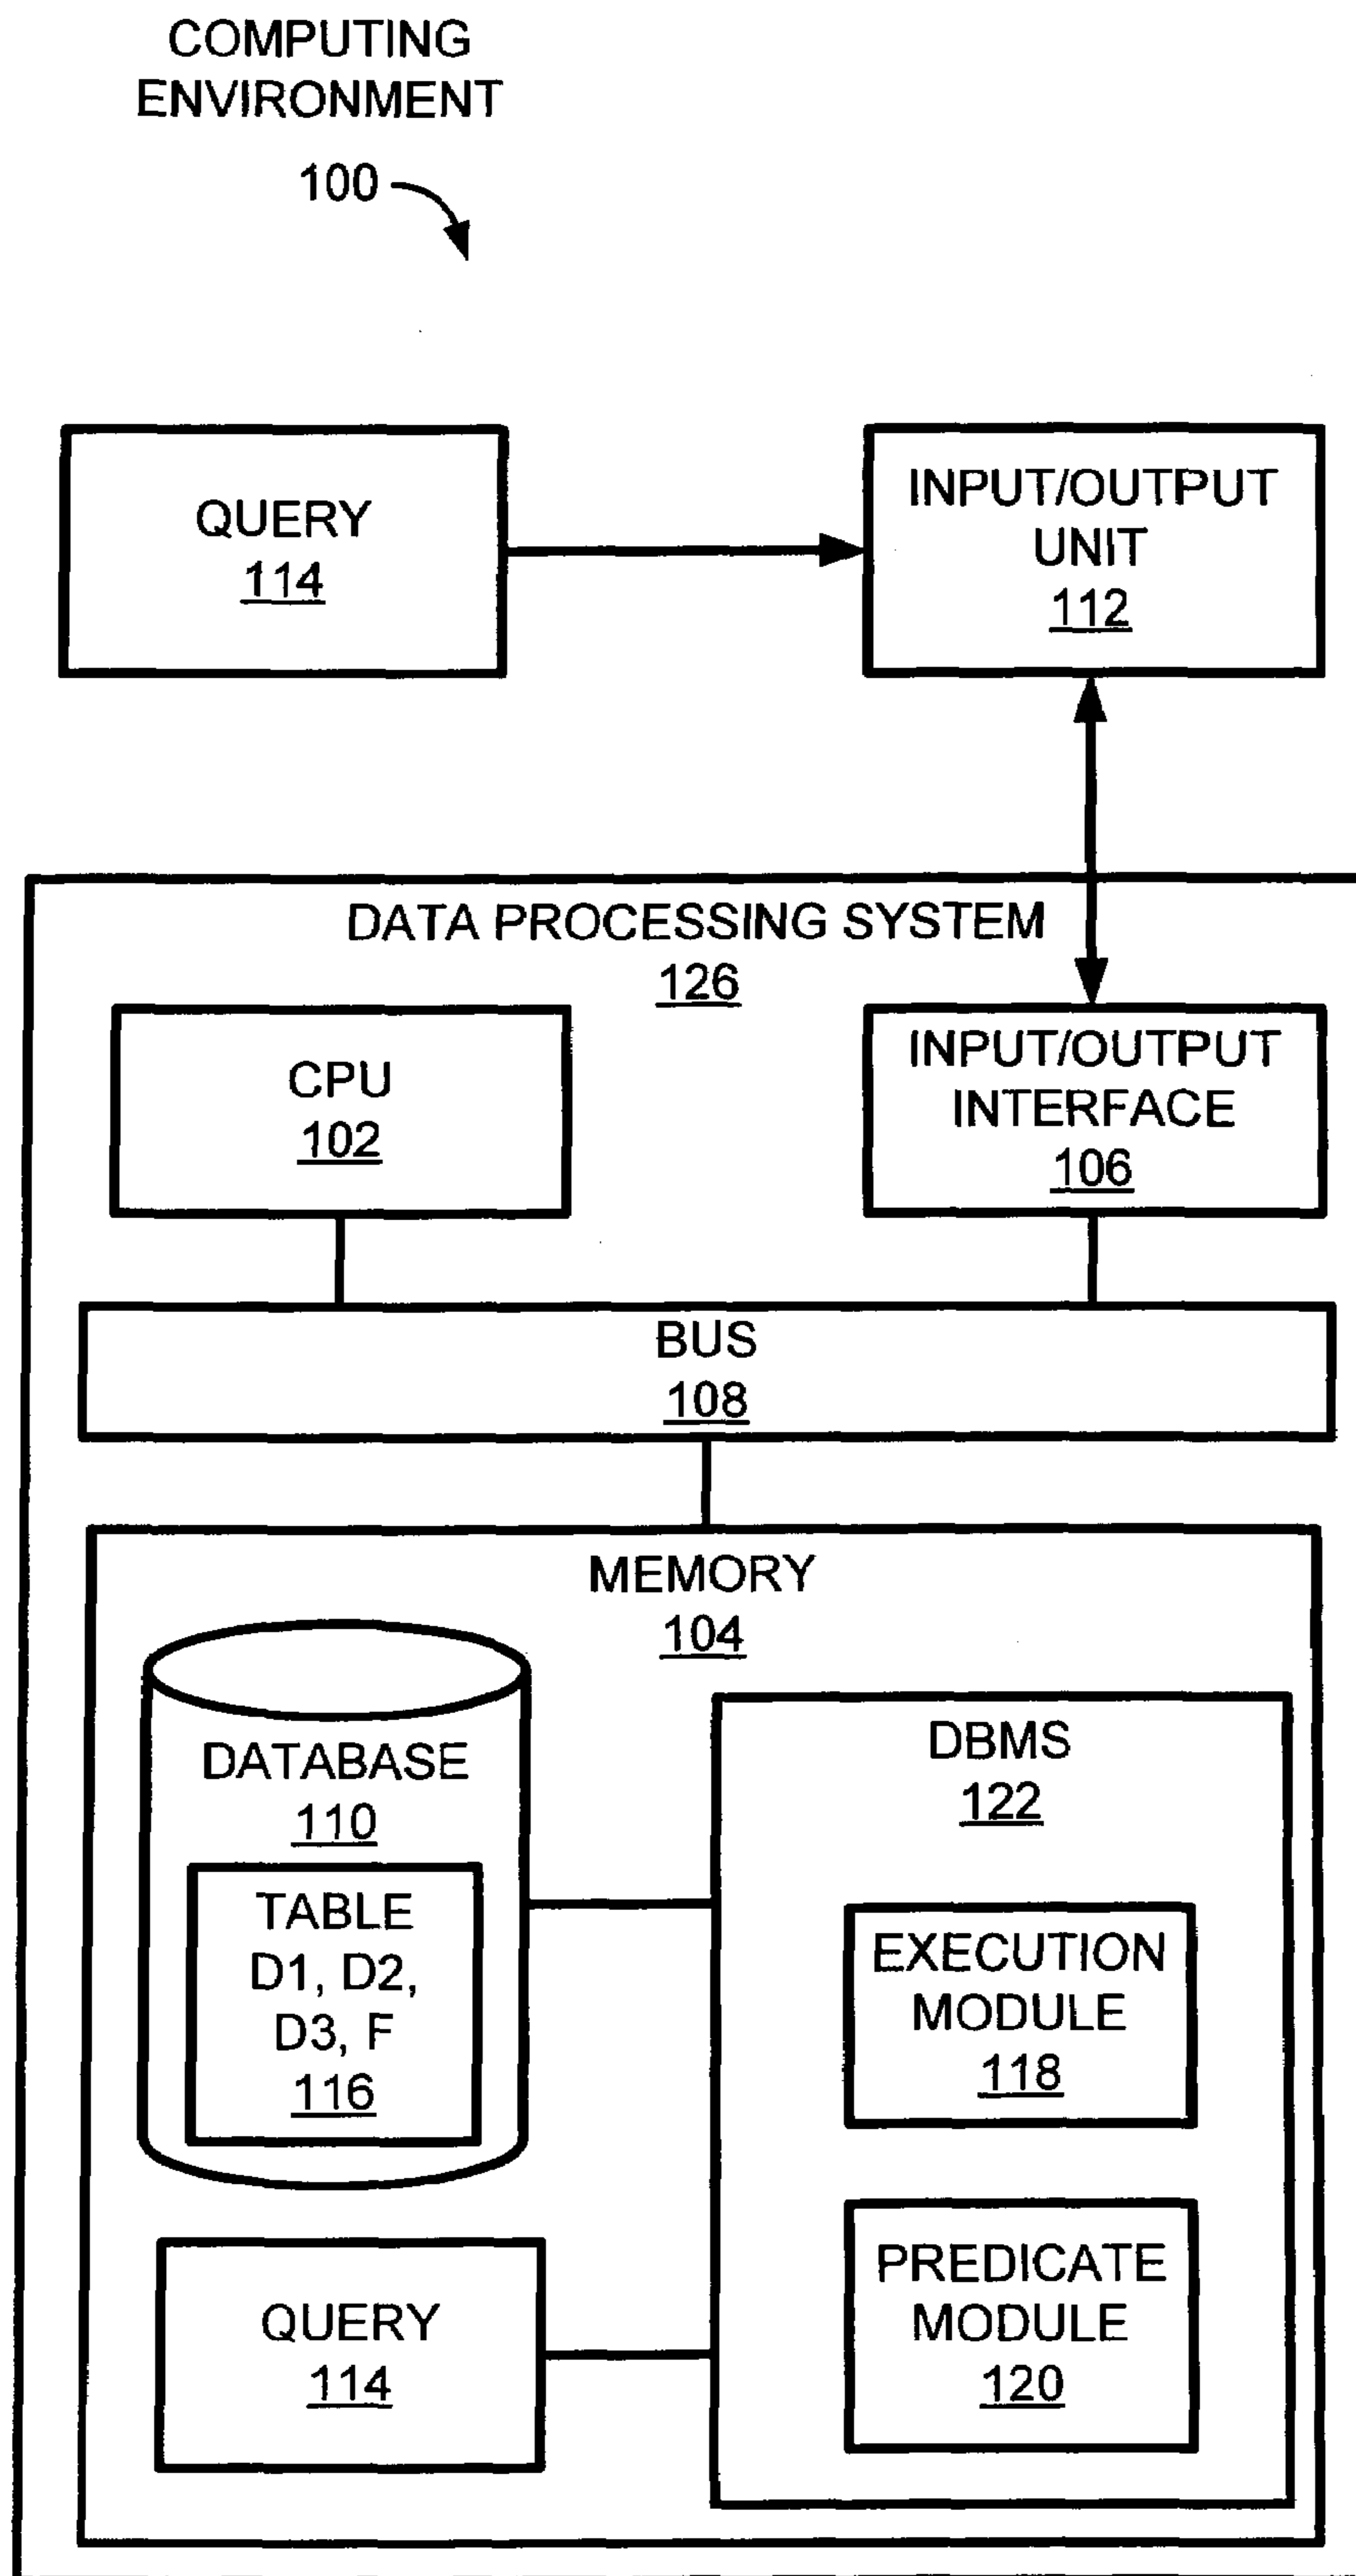 COMPUTING
ENVIRONMENT
100
QUERY
114
INPUT/OUTPUT
UNIT
112
DATA PROCESSING SYSTEM
126
CPU
102
INPUT/OUTPUT
INTERFACE
106
BUS
108
MEMORY
104
DATABASE
110
TABLE
D1, D2,
D3, F
116
DBMS
122
EXECUTION
MODULE
118
QUERY
114
PREDICATE
MODULE
120